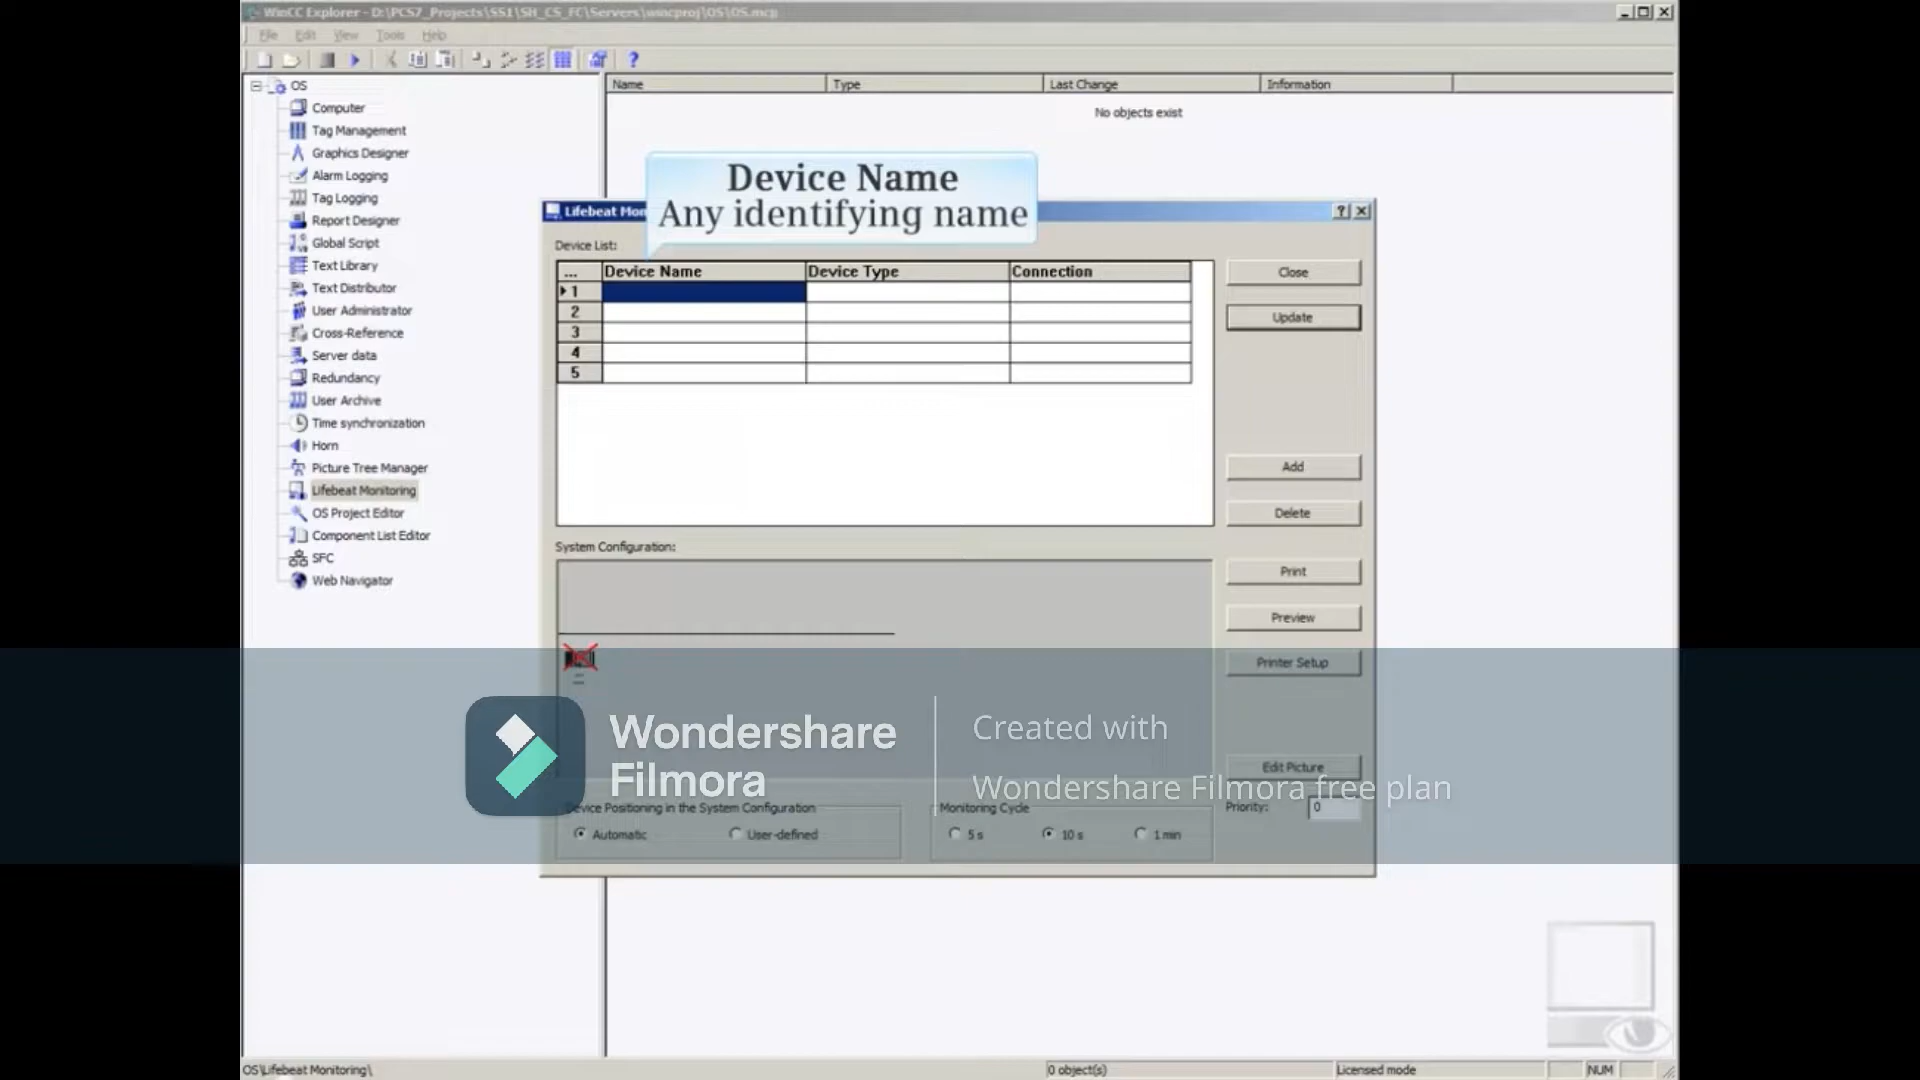 WinCC Explorer - D:\PCS7_Projects\SS1\SH_CS_FC\Servers\wincproj\OS\OS.mcp
File Edit View Tools Help
OS
Computer
Tag Management
Graphics Designer
Alarm Logging
Tag Logging
Report Designer
Global Script
Text Library
Text Distributor
User Administrator
Cross-Reference
Server data
Redundancy
User Archive
Time synchronization
Horn
Picture Tree Manager
Lifebeat Monitoring
OS Project Editor
Component List Editor
SFC
Web Navigator
Name Type Last Change Information
No objects exist
Device Name
Any identifying name
Lifebeat Mon
Device List:
... Device Name Device Type Connection
1
2
3
4
5
Close
Update
Add
Delete
Print
Preview
Printer Setup
Edit Picture
System Configuration:
Wondershare
Filmora
Created with
Wondershare Filmora free plan
Device Positioning in the System Configuration
Automatic User-defined
Monitoring Cycle
5 s 10 s 1 min
Priority: 0
OS\Lifebeat Monitoring\ 0 object(s) Licensed mode NUM